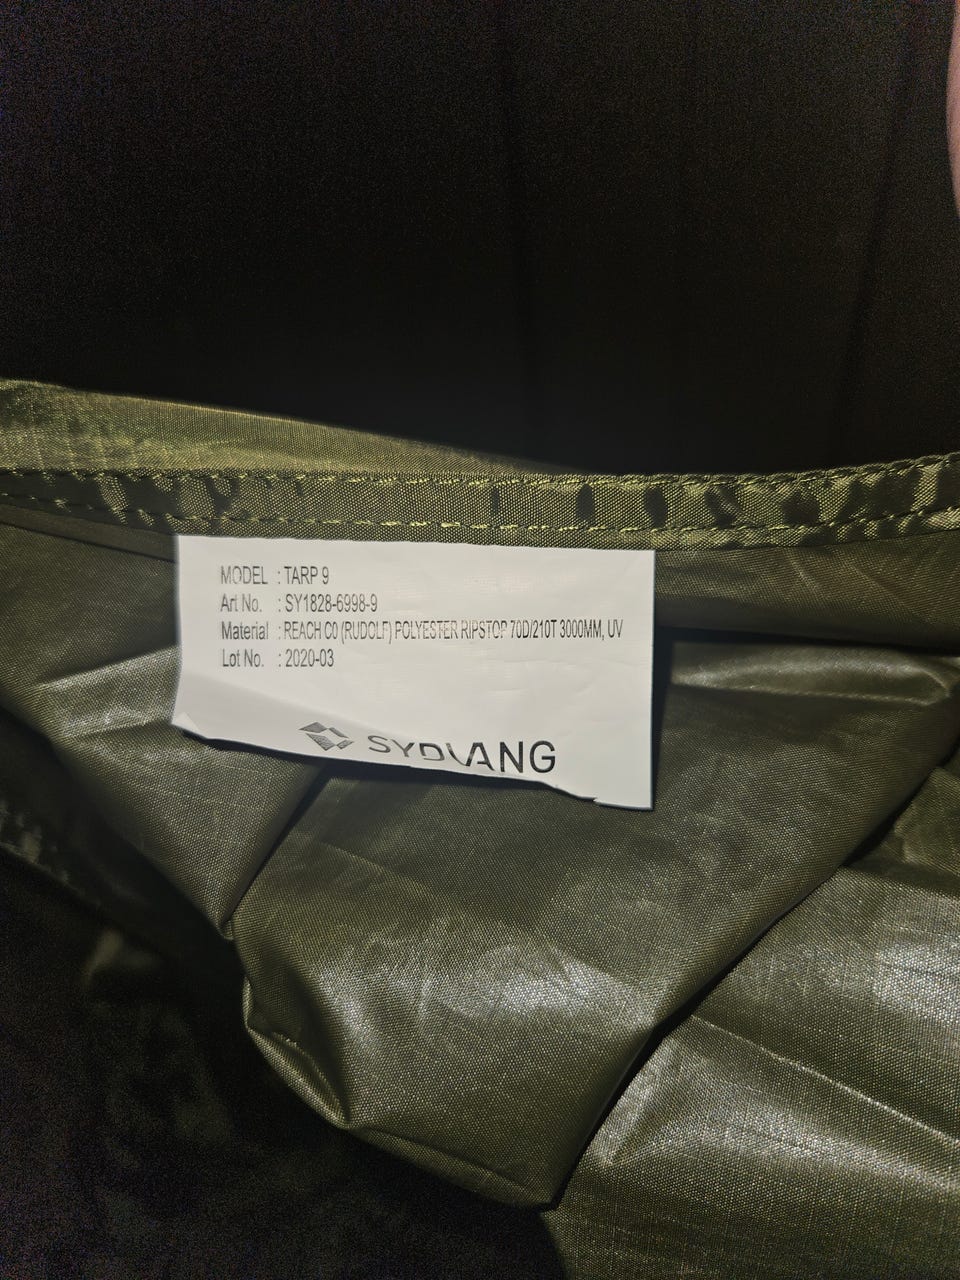 MODEL : TARP 9
Art No. : SY1828-6998-9
Material : REACH CO (RUDOLF) POLYESTER RIPSTOP 70D/210T 3000MM, UV
Lot No. : 2020-03
SYDVANG